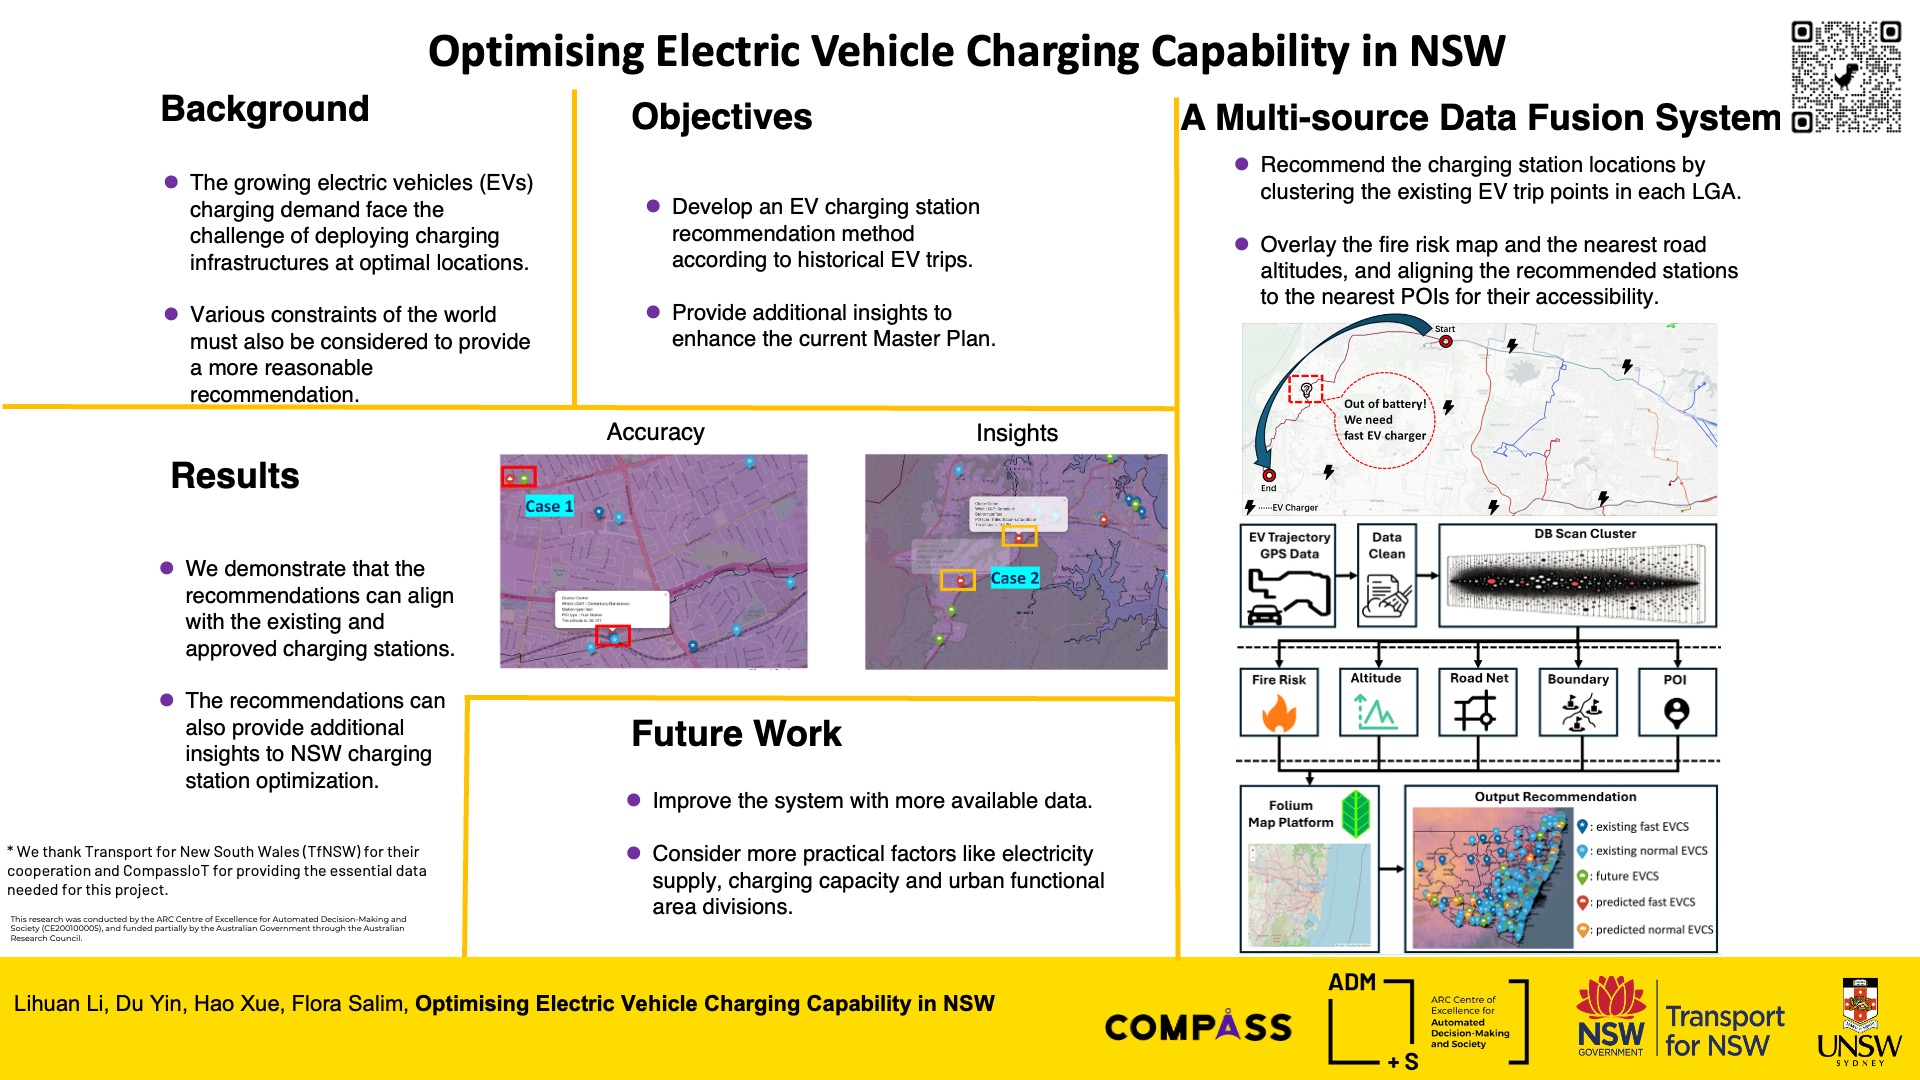 Optimising Electric Vehicle Charging Capability in NSW
Background
The growing electric vehicles (EVs)
charging demand face the
challenge of deploying charging
infrastructures at optimal locations.
Various constraints of the world
must also be considered to provide
a more reasonable
recommendation.
Objectives
Develop an EV charging station
recommendation method
according to historical EV trips.
Provide additional insights to
enhance the current Master Plan.
A Multi-source Data Fusion System
Recommend the charging station locations by
clustering the existing EV trip points in each LGA.
Overlay the fire risk map and the nearest road
altitudes, and aligning the recommended stations
to the nearest POIs for their accessibility.
Start
Out of battery!
We need
fast EV charger
End
······EV Charger
EV Trajectory
GPS Data
Data
Clean
DB Scan Cluster
Fire Risk
Altitude
Road Net
Boundary
POI
Folium
Map Platform
Output Recommendation
: existing fast EVCS
: existing normal EVCS
: future EVCS
: predicted fast EVCS
: predicted normal EVCS
Results
We demonstrate that the
recommendations can align
with the existing and
approved charging stations.
The recommendations can
also provide additional
insights to NSW charging
station optimization.
Accuracy
Case 1
Insights
Case 2
Future Work
Improve the system with more available data.
Consider more practical factors like electricity
supply, charging capacity and urban functional
area divisions.
* We thank Transport for New South Wales (TfNSW) for their
cooperation and CompassIoT for providing the essential data
needed for this project.
This research was conducted by the ARC Centre of Excellence for Automated Decision-Making and
Society (CE200100005), and funded partially by the Australian Government through the Australian
Research Council.
Lihuan Li, Du Yin, Hao Xue, Flora Salim, Optimising Electric Vehicle Charging Capability in NSW
COMPASS
ADM
+ S
ARC Centre of
Excellence for
Automated
Decision-Making
and Society
NSW
GOVERNMENT
Transport
for NSW
UNSW
SYDNEY